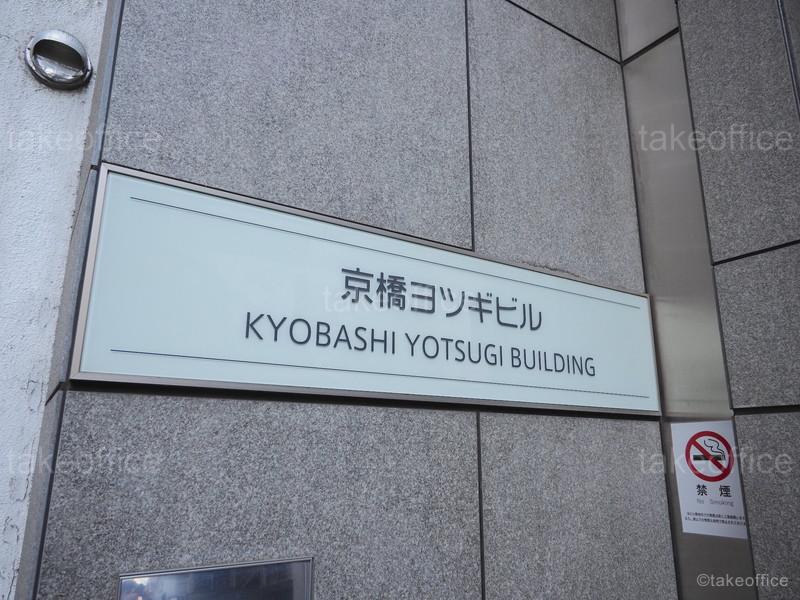 takeoffice takeoffice
京橋ヨツギビル
takeoffice
KYOBASHI YOTSUGI BUILDING
takeoffice takeoffice
禁煙
No Smoking
©takeoffice